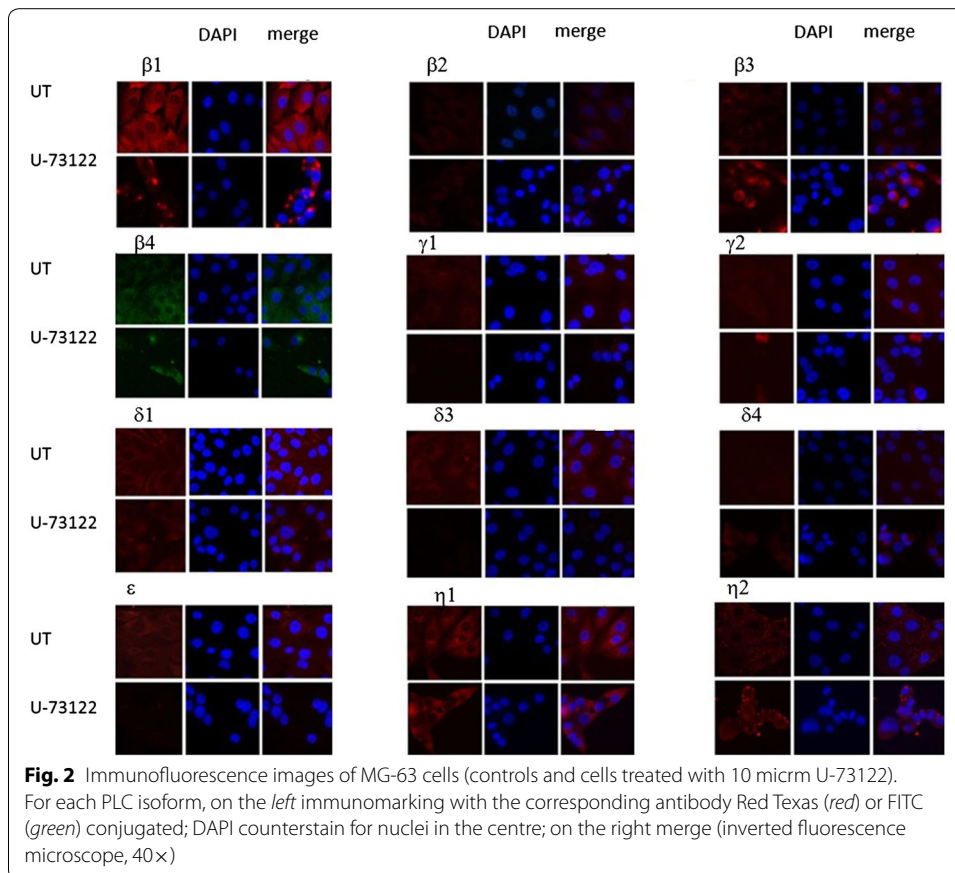 DAPI merge DAPI merge DAPI merge
β1 β2 β3
UT
U-73122
β4 γ1 γ2
UT
U-73122
δ1 δ3 δ4
UT
U-73122
ε η1 η2
UT
U-73122
Fig. 2 Immunofluorescence images of MG-63 cells (controls and cells treated with 10 micrm U-73122).
For each PLC isoform, on the left immunomarking with the corresponding antibody Red Texas (red) or FITC
(green) conjugated; DAPI counterstain for nuclei in the centre; on the right merge (inverted fluorescence
microscope, 40×)